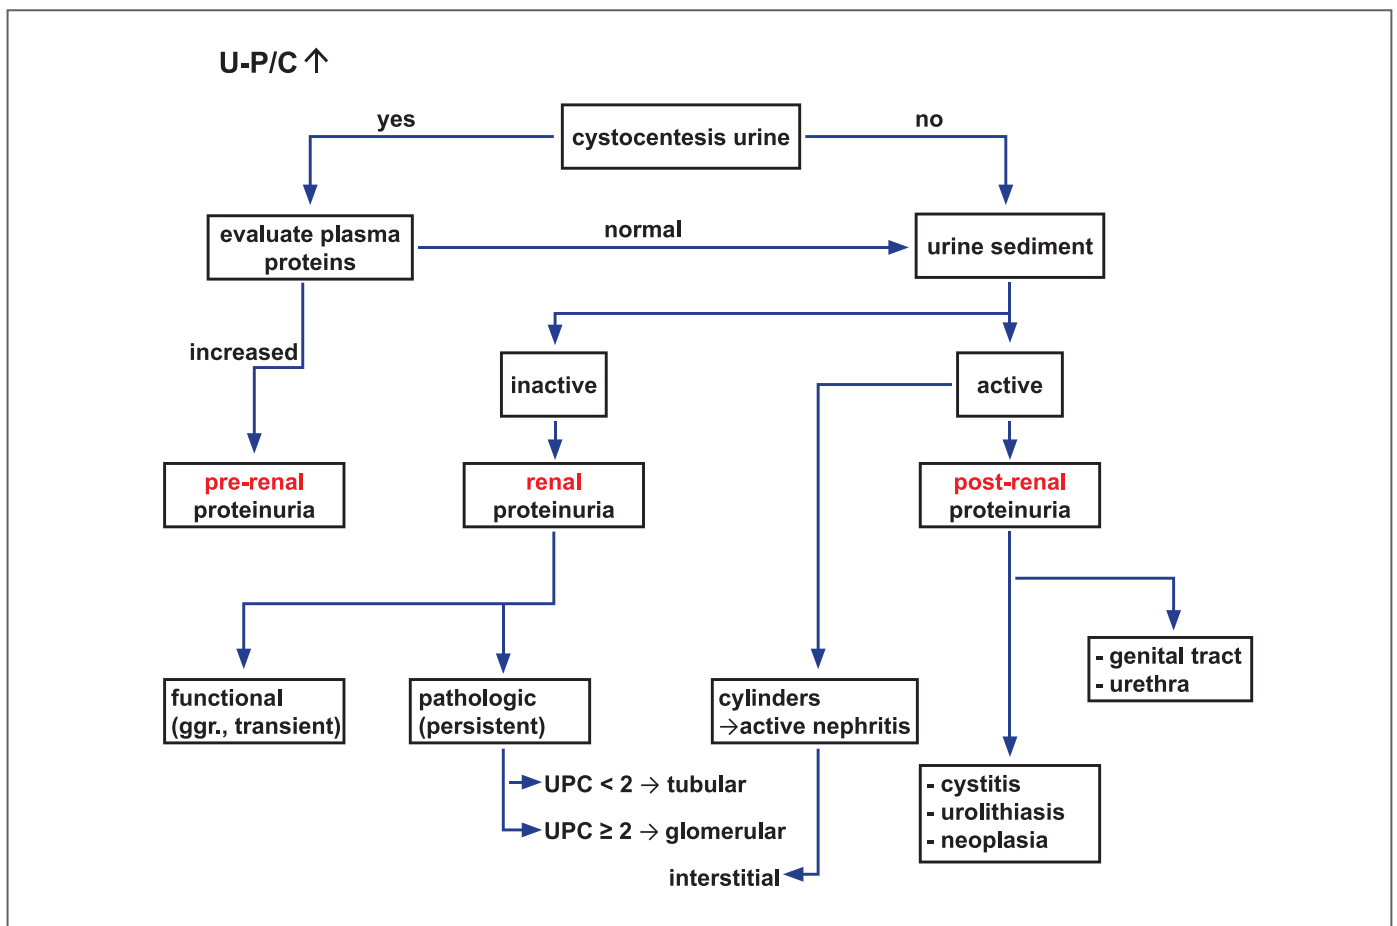 U-P/C ↑
yes
cystocentesis urine
no
evaluate plasma
proteins
normal
urine sediment
increased
inactive
active
pre-renal
proteinuria
renal
proteinuria
post-renal
proteinuria
- genital tract
- urethra
functional
(ggr., transient)
pathologic
(persistent)
cylinders
→active nephritis
UPC < 2 → tubular
UPC ≥ 2 → glomerular
interstitial
- cystitis
- urolithiasis
- neoplasia